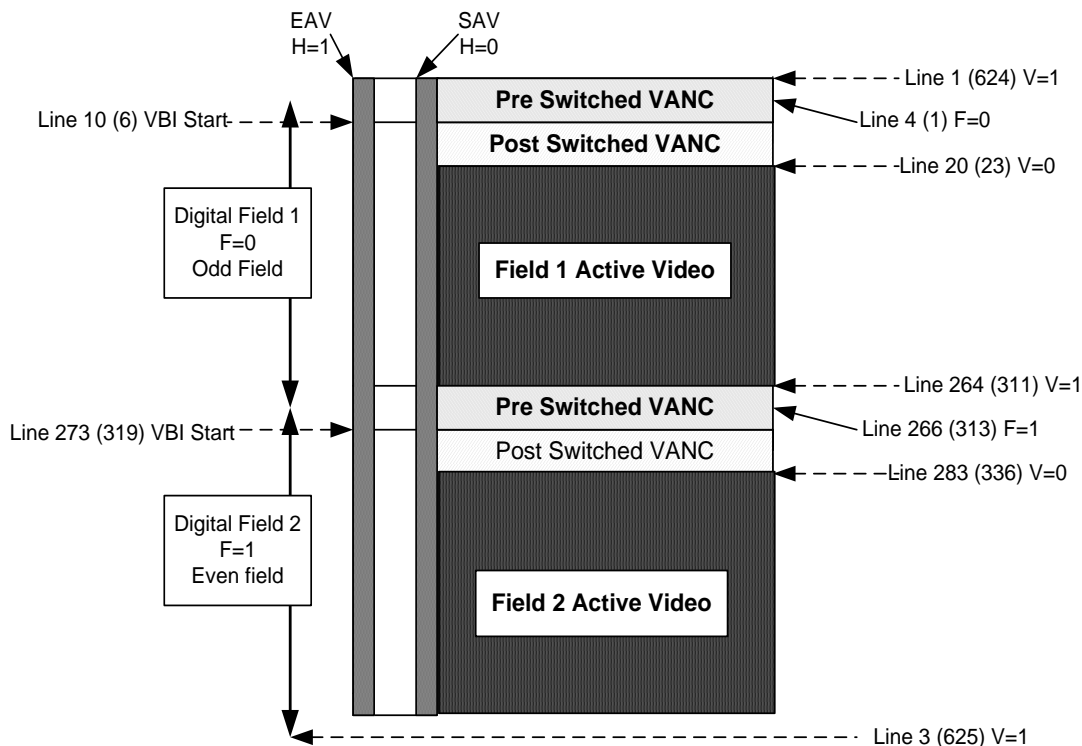 EAV
H=1
SAV
H=0
Line 1 (624) V=1
Pre Switched VANC
Line 4 (1) F=0
Line 10 (6) VBI Start
Post Switched VANC
Line 20 (23) V=0
Digital Field 1
F=0
Odd Field
Field 1 Active Video
Line 264 (311) V=1
Pre Switched VANC
Line 266 (313) F=1
Line 273 (319) VBI Start
Post Switched VANC
Line 283 (336) V=0
Digital Field 2
F=1
Even field
Field 2 Active Video
Line 3 (625) V=1